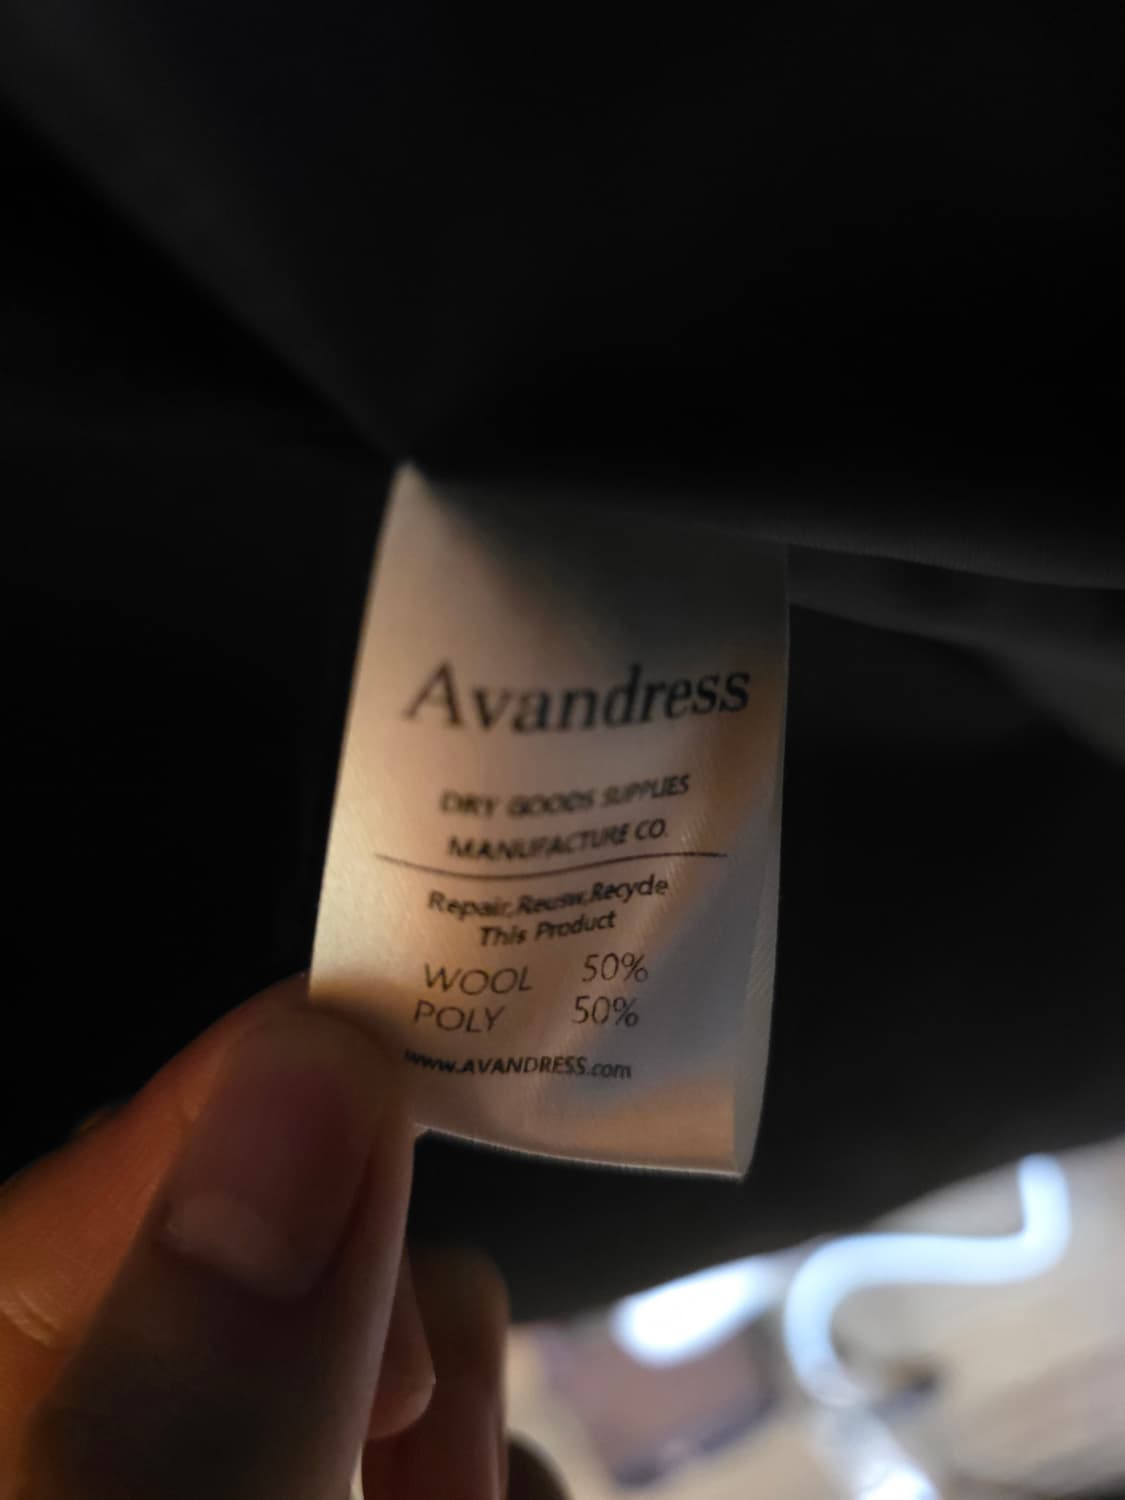 Avandress
DRY GOODS SUPPLIES
MANUFACTURE CO.
Repair, Reuse, Recycle
This Product
WOOL 50%
POLY 50%
www.AVANDRESS.com